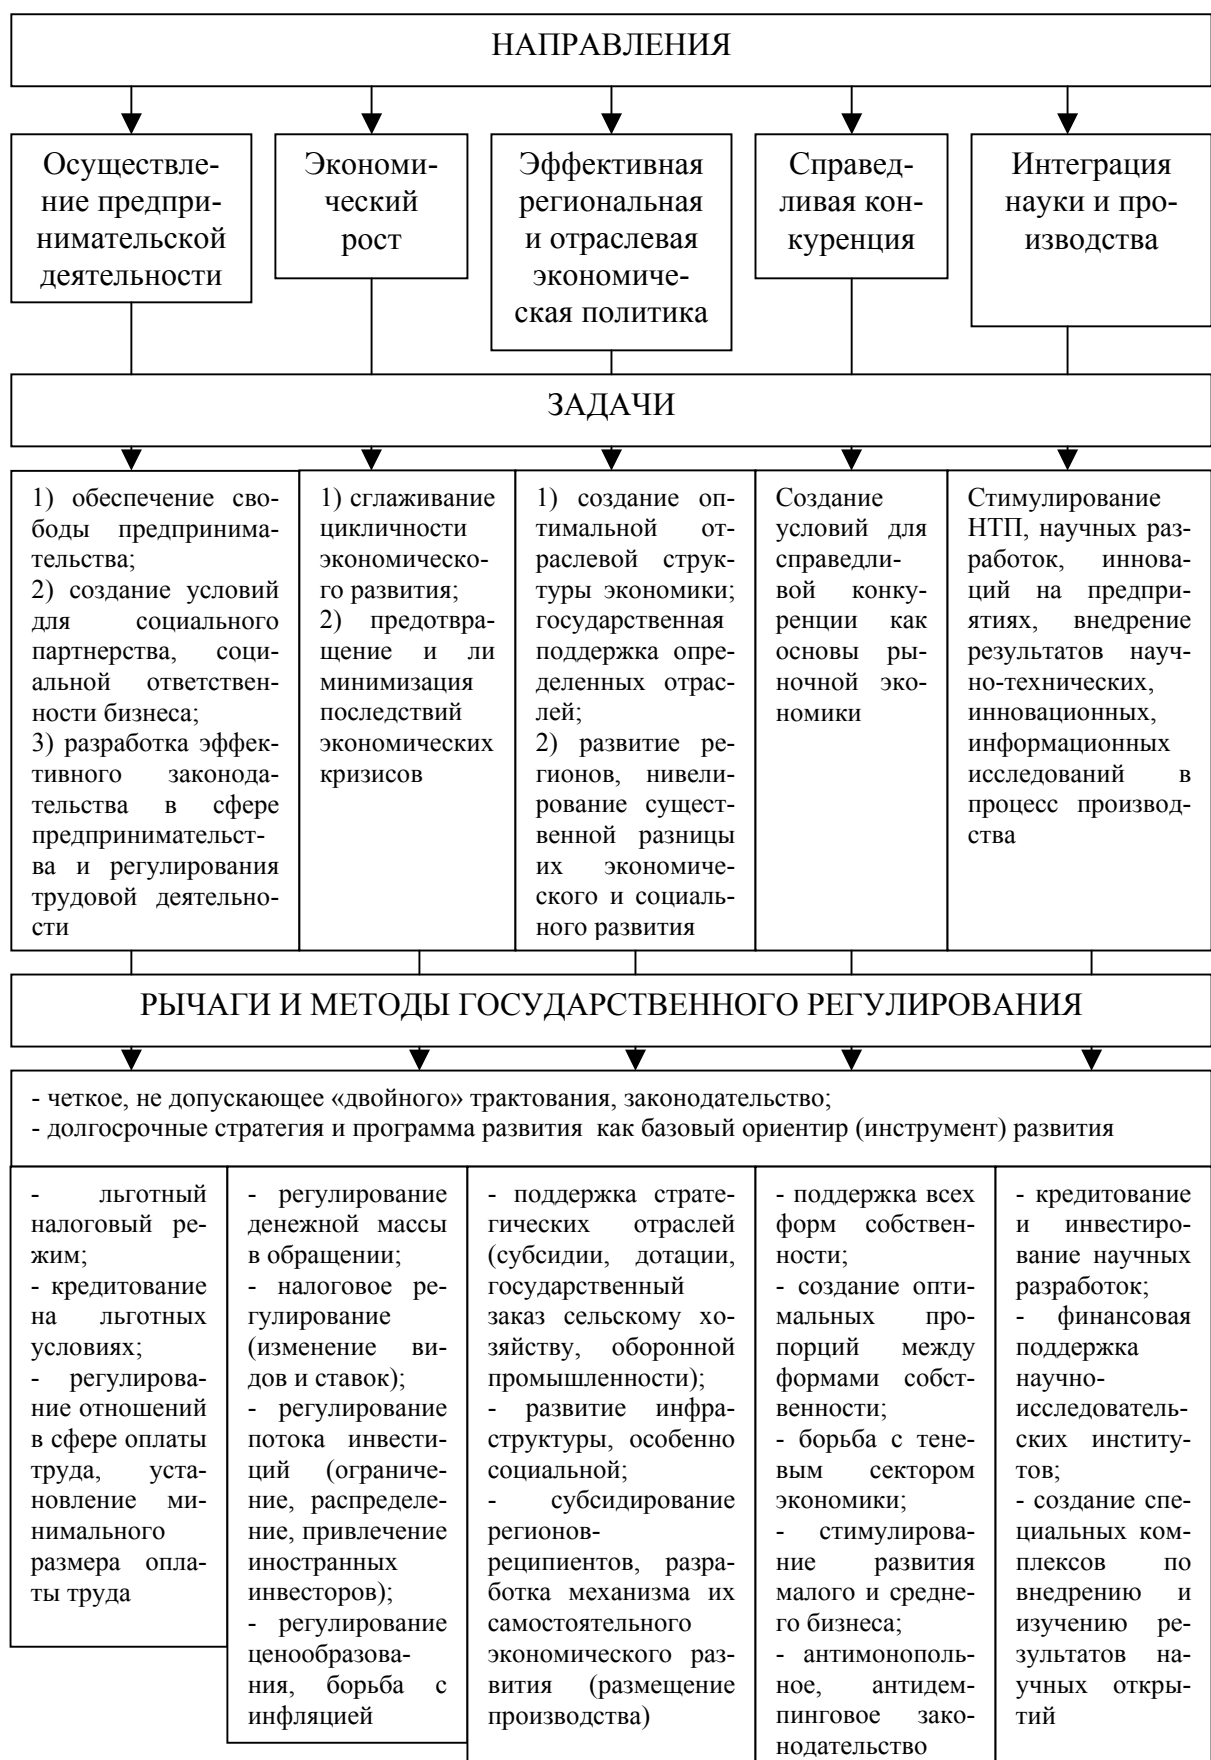 НАПРАВЛЕНИЯ
Осуществле-
ние предпри-
нимательской
деятельности
Экономи-
ческий
рост
Эффективная
региональная
и отраслевая
экономиче-
ская политика
Справед-
ливая кон-
куренция
Интеграция
науки и про-
изводства
ЗАДАЧИ
1) обеспечение сво-
боды предпринима-
тельства;
2) создание условий
для социального
партнерства, соци-
альной ответствен-
ности бизнеса;
3) разработка эффек-
тивного законода-
тельства в сфере
предпринимательст-
ва и регулирования
трудовой деятельно-
сти
1) сглаживание
цикличности
экономическо-
го развития;
2) предотвра-
щение и ли
минимизация
последствий
экономических
кризисов
1) создание оп-
тимальной от-
раслевой струк-
туры экономики;
государственная
поддержка опре-
деленных отрас-
лей;
2) развитие ре-
гионов, нивели-
рование сущест-
венной разницы
их экономиче-
ского и социаль-
ного развития
Создание
условий для
справедли-
вой конку-
ренции как
основы ры-
ночной эко-
номики
Стимулирование
НТП, научных раз-
работок, иннова-
ций на предпри-
ятиях, внедрение
результатов науч-
но-технических,
инновационных,
информационных
исследований в
процесс производ-
ства
РЫЧАГИ И МЕТОДЫ ГОСУДАРСТВЕННОГО РЕГУЛИРОВАНИЯ
- четкое, не допускающее «двойного» трактования, законодательство;
- долгосрочные стратегия и программа развития как базовый ориентир (инструмент) развития
- льготный
налоговый ре-
жим;
- кредитование
на льготных
условиях;
- регулирова-
ние отношений
в сфере оплаты
труда, уста-
новление ми-
нимального
размера опла-
ты труда
- регулирование
денежной массы
в обращении;
- налоговое ре-
гулирование
(изменение ви-
дов и ставок);
- регулирование
потока инвести-
ций (ограниче-
ние, распределе-
ние, привлечение
иностранных
инвесторов);
- регулирование
ценообразова-
ния, борьба с
инфляцией
- поддержка страте-
гических отраслей
(субсидии, дотации,
государственный
заказ сельскому хо-
зяйству, оборонной
промышленности);
- развитие инфра-
структуры, особенно
социальной;
- субсидирование
регионов-
реципиентов, разра-
ботка механизма их
самостоятельного
экономического раз-
вития (размещение
производства)
- поддержка всех
форм собствен-
ности;
- создание опти-
мальных про-
порций между
формами собст-
венности;
- борьба с тене-
вым сектором
экономики;
- стимулирова-
ние развития
малого и средне-
го бизнеса;
- антимонополь-
ное, антидем-
пинговое зако-
нодательство
- кредитование
и инвестиро-
вание научных
разработок;
- финансовая
поддержка
научно-
исследователь-
ских институ-
тов;
- создание спе-
циальных ком-
плексов по
внедрению и
изучению ре-
зультатов на-
учных откры-
тий